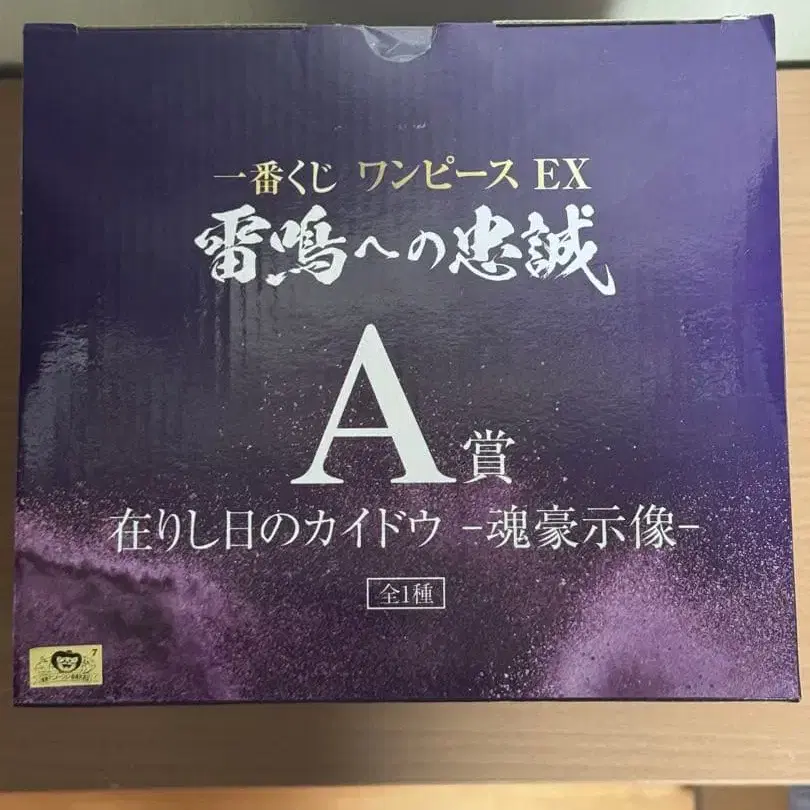 一番くじ ワンピース EX
雷鳴への忠誠
A賞
在りし日のカイドウ -魂豪示像-
全1種
7